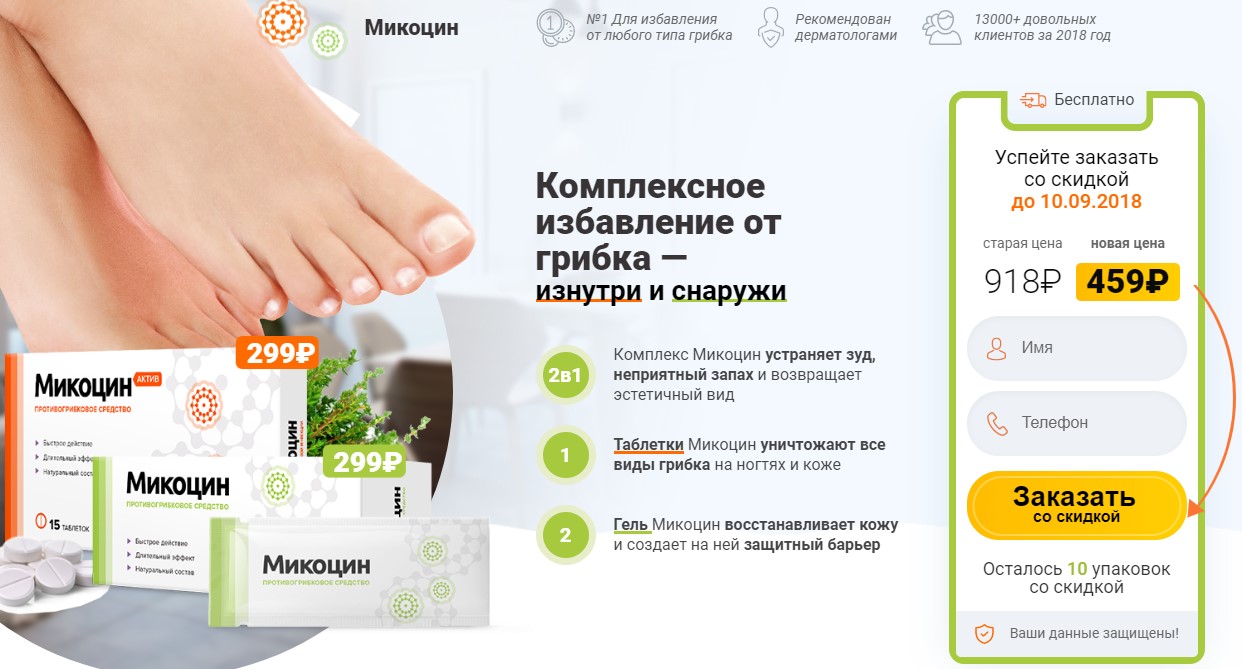 Микоцин
№1 Для избавления
от любого типа грибка
Рекомендован
дерматологами
13000+ довольных
клиентов за 2018 год
Бесплатно
Успейте заказать
со скидкой
до 10.09.2018
старая цена
новая цена
918₽
459₽
Имя
Телефон
Заказать
со скидкой
Осталось 10 упаковок
со скидкой
Ваши данные защищены!
Комплексное
избавление от
грибка —
изнутри и снаружи
2в1
Комплекс Микоцин устраняет зуд,
неприятный запах и возвращает
эстетичный вид
1
Таблетки Микоцин уничтожают все
виды грибка на ногтях и коже
2
Гель Микоцин восстанавливает кожу
и создает на ней защитный барьер
299₽
Микоцин АКТИВ
ПРОТИВОГРИБКОВОЕ СРЕДСТВО
Быстрое действие
Длительный эффе
Натуральный сост
15 ТАБЛЕТОК
299₽
Микоцин
ПРОТИВОГРИБКОВОЕ СРЕДСТВО
Быстрое действие
Длительный эффект
Натуральный состав
Микоцин
ПРОТИВОГРИБКОВОЕ СРЕДСТВО